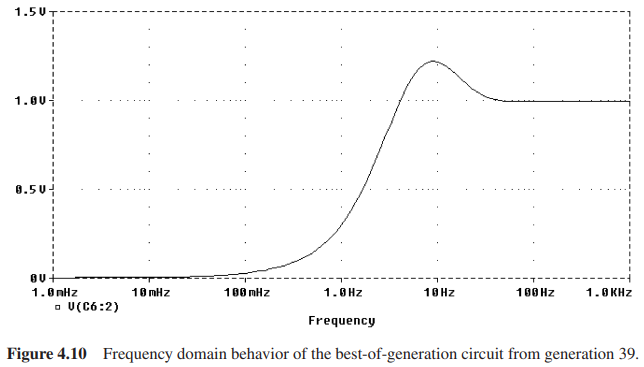 1.5V
1.0V
0.5V
0V
1.0mHz 10mHz 100mHz 1.0Hz 10Hz 100Hz 1.0KHz
▫ V(C6:2)
Frequency
Figure 4.10 Frequency domain behavior of the best-of-generation circuit from generation 39.